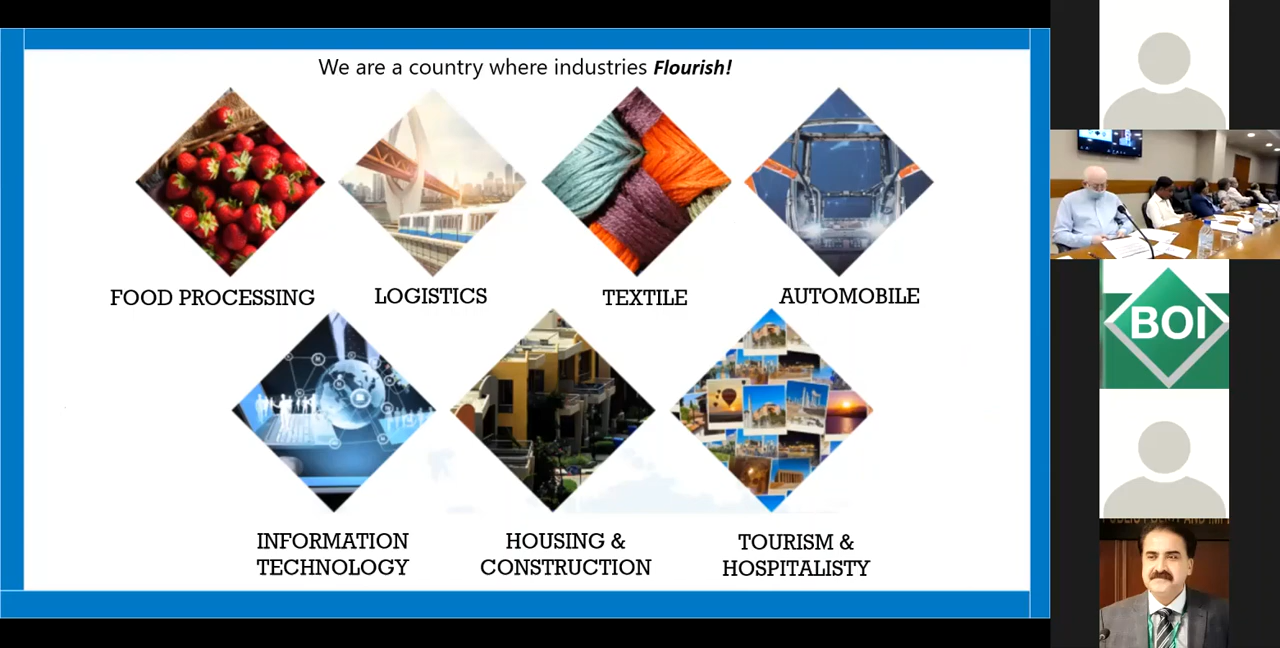 We are a country where industries Flourish!
FOOD PROCESSING
LOGISTICS
TEXTILE
AUTOMOBILE
INFORMATION
TECHNOLOGY
HOUSING &
CONSTRUCTION
TOURISM &
HOSPITALISTY
BOI